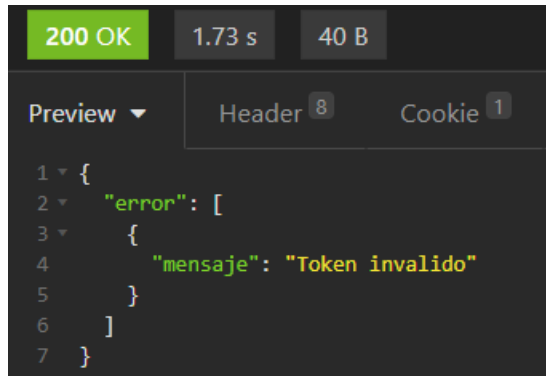 200 OK 1.73 s 40 B
Preview Header 8 Cookie 1
1 {
2 "error": [
3 {
4 "mensaje": "Token invalido"
5 }
6 ]
7 }